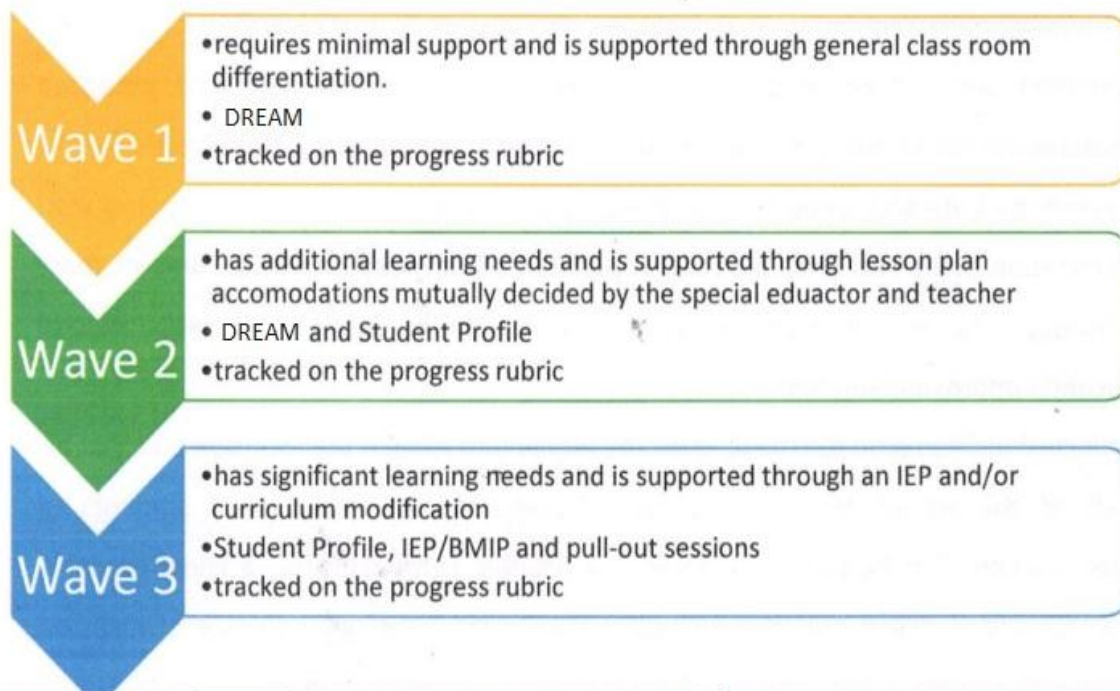 Wave 1
•requires minimal support and is supported through general class room
differentiation.
• DREAM
•tracked on the progress rubric
Wave 2
•has additional learning needs and is supported through lesson plan
accomodations mutually decided by the special eduactor and teacher
• DREAM and Student Profile
•tracked on the progress rubric
Wave 3
•has significant learning needs and is supported through an IEP and/or
curriculum modification
•Student Profile, IEP/BMIP and pull-out sessions
•tracked on the progress rubric